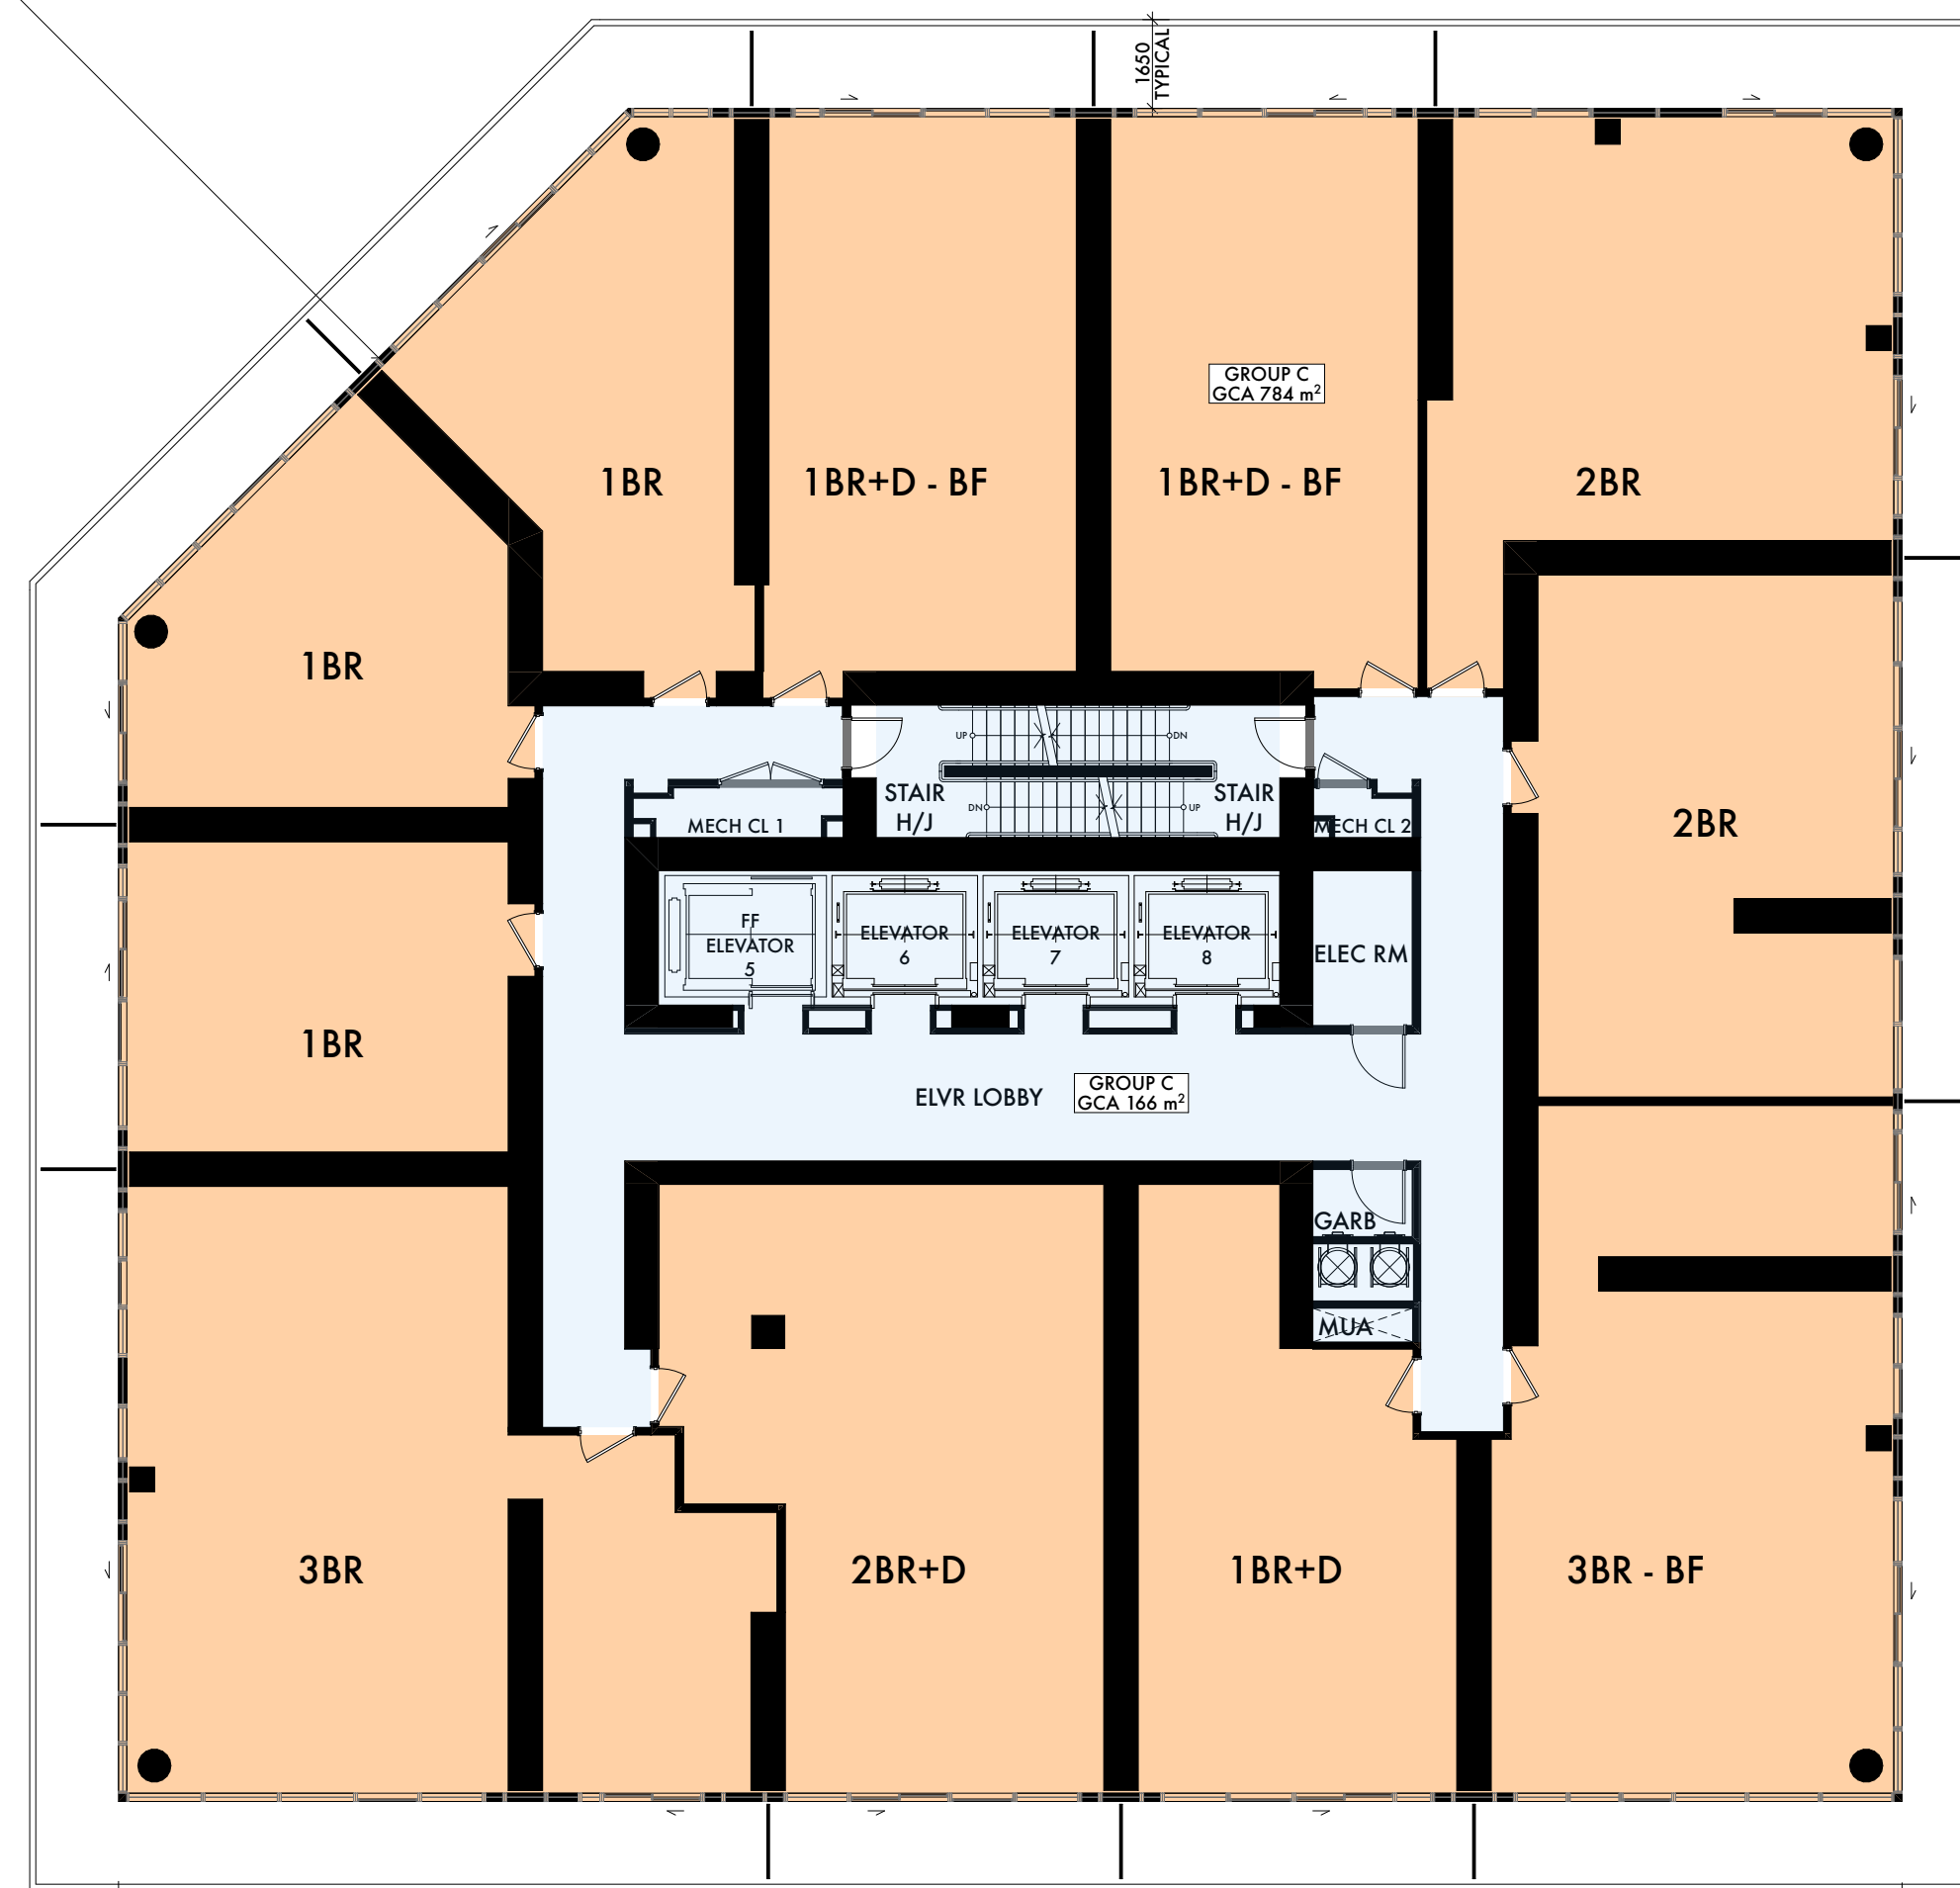 1650
TYPICAL
GROUP C
GCA 784 m²
1BR
1BR+D - BF
1BR+D - BF
2BR
1BR
UP
DN
STAIR
H/J
DN
UP
STAIR
H/J
MECH CL 1
MECH CL 2
2BR
FF
ELEVATOR
5
ELEVATOR
6
ELEVATOR
7
ELEVATOR
8
ELEC RM
1BR
ELVR LOBBY
GROUP C
GCA 166 m²
GARB
MUA
3BR
2BR+D
1BR+D
3BR - BF